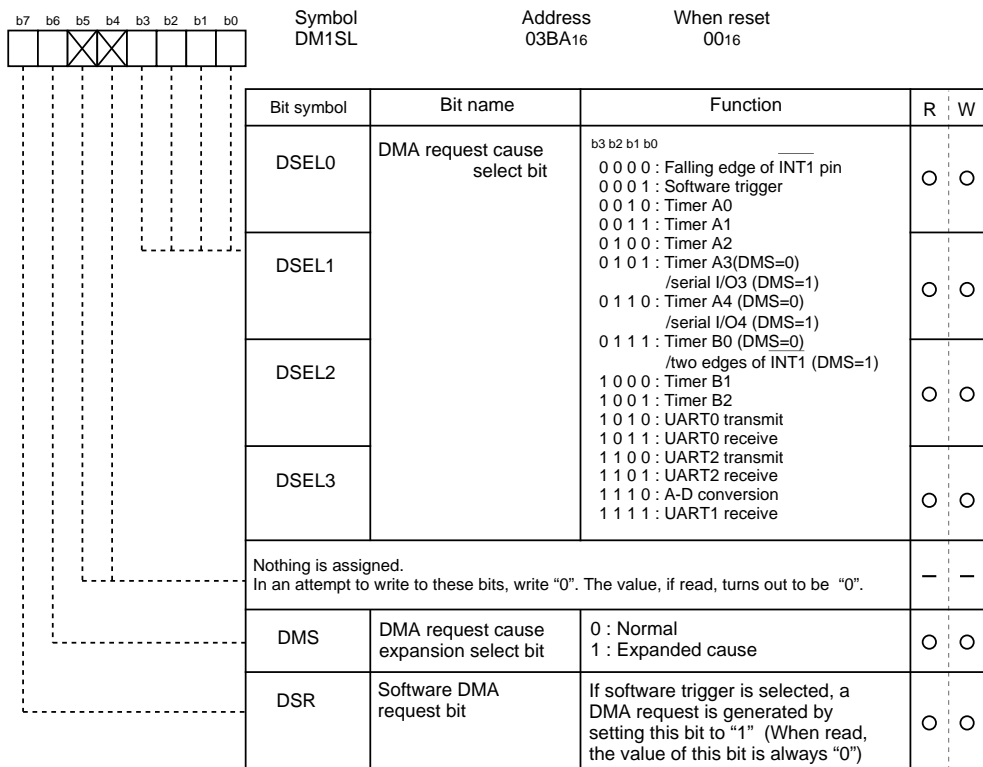 b7 b6 b5 b4 b3 b2 b1 b0
Symbol Address When reset
DM1SL 03BA16 0016
Bit symbol Bit name Function R W
DSEL0
DMA request cause
select bit
b3 b2 b1 b0
0 0 0 0 : Falling edge of INT1 pin
0 0 0 1 : Software trigger
0 0 1 0 : Timer A0
0 0 1 1 : Timer A1
0 1 0 0 : Timer A2
0 1 0 1 : Timer A3(DMS=0)
/serial I/O3 (DMS=1)
0 1 1 0 : Timer A4 (DMS=0)
/serial I/O4 (DMS=1)
0 1 1 1 : Timer B0 (DMS=0)
/two edges of INT1 (DMS=1)
1 0 0 0 : Timer B1
1 0 0 1 : Timer B2
1 0 1 0 : UART0 transmit
1 0 1 1 : UART0 receive
1 1 0 0 : UART2 transmit
1 1 0 1 : UART2 receive
1 1 1 0 : A-D conversion
1 1 1 1 : UART1 receive
DSEL1
DSEL2
DSEL3
Nothing is assigned.
In an attempt to write to these bits, write “0”. The value, if read, turns out to be “0”.
– –
DMS
DMA request cause
expansion select bit
0 : Normal
1 : Expanded cause
DSR
Software DMA
request bit
If software trigger is selected, a
DMA request is generated by
setting this bit to “1” (When read,
the value of this bit is always “0”)